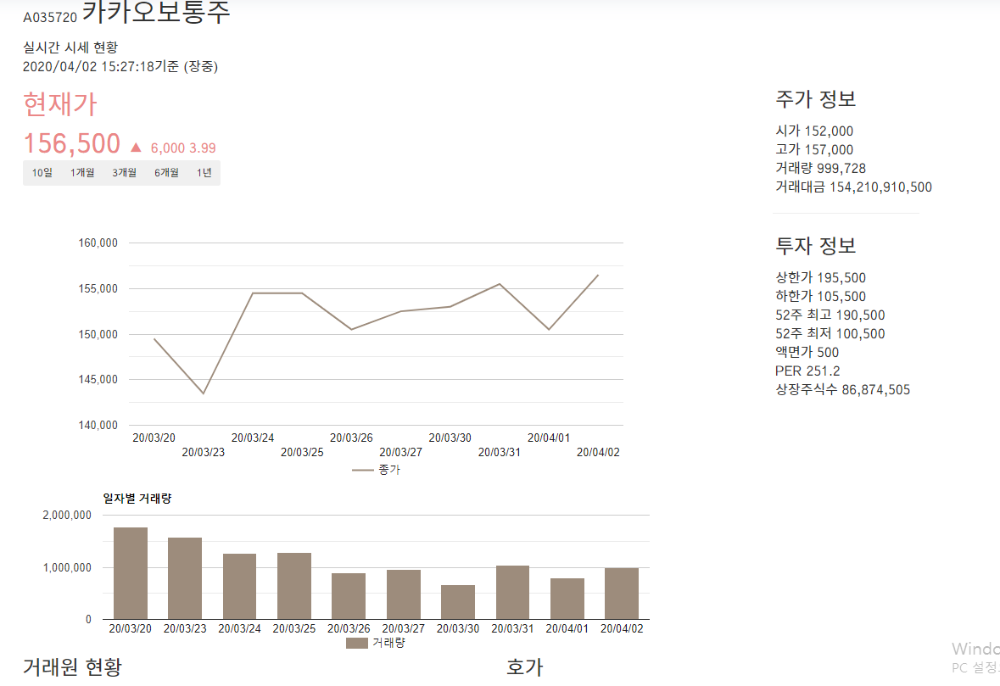 A035720 카카오보통주
실시간 시세 현황
2020/04/02 15:27:18기준 (장중)
현재가
156,500 ▲ 6,000 3.99
10일 1개월 3개월 6개월 1년
160,000
155,000
150,000
145,000
140,000
20/03/20 20/03/24 20/03/26 20/03/30 20/04/01
20/03/23 20/03/25 20/03/27 20/03/31 20/04/02
종가
일자별 거래량
2,000,000
1,000,000
0
20/03/20 20/03/23 20/03/24 20/03/25 20/03/26 20/03/27 20/03/30 20/03/31 20/04/01 20/04/02
거래량
거래원 현황
호가
주가 정보
시가 152,000
고가 157,000
거래량 999,728
거래대금 154,210,910,500
투자 정보
상한가 195,500
하한가 105,500
52주 최고 190,500
52주 최저 100,500
액면가 500
PER 251.2
상장주식수 86,874,505
Windo
PC 설정